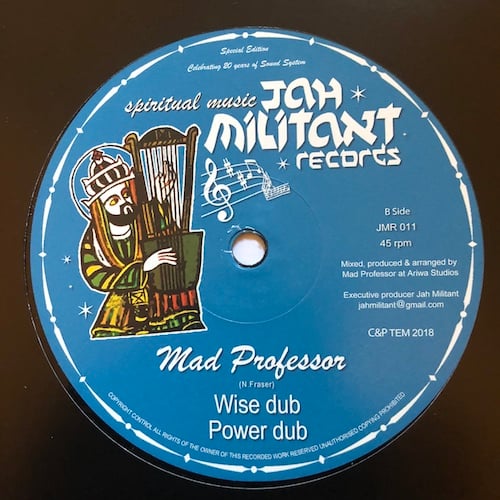 Special Edition
Celebrating 20 years of Sound System
spiritual music JAH
MILITANT
records
B Side
JMR 011
45 rpm
Mixed, produced & arranged by
Mad Professor at Ariwa Studios
Executive producer Jah Militant
jahmilitant@gmail.com
C&P TEM 2018
Mad Professor
(N.Fraser)
Wise dub
Power dub
COPYRIGHT CONTROL ALL RIGHTS OF THE OWNER OF THIS RECORDED WORK RESERVED UNAUTHORISED COPYING PROHIBITED